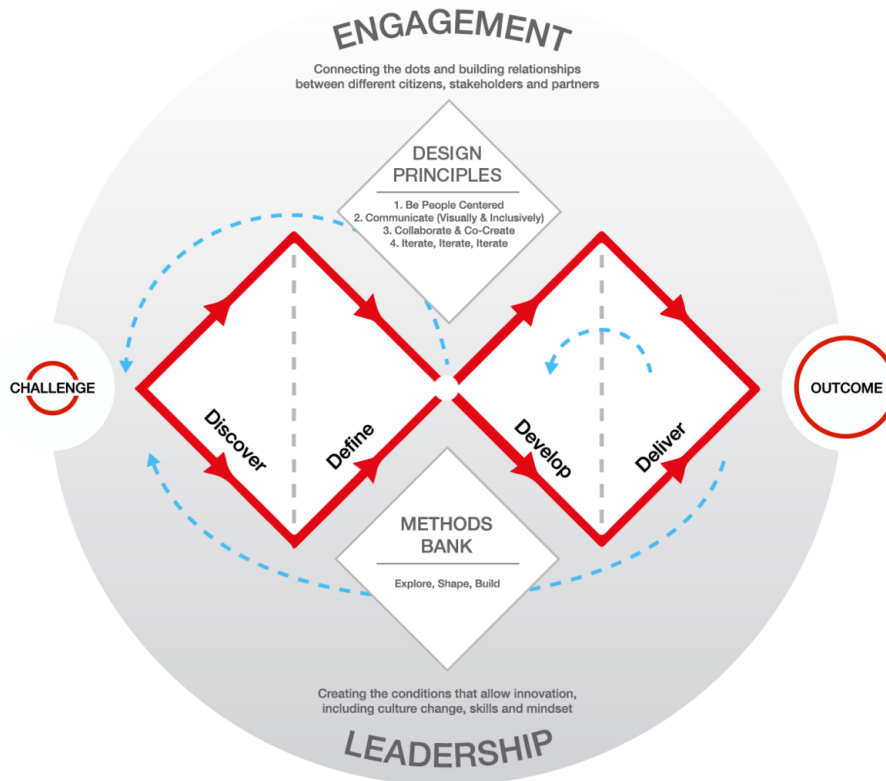 ENGAGEMENT
Connecting the dots and building relationships
between different citizens, stakeholders and partners
DESIGN
PRINCIPLES
1. Be People Centered
2. Communicate (Visually & Inclusively)
3. Collaborate & Co-Create
4. Iterate, Iterate, Iterate
CHALLENGE
OUTCOME
Discover
Define
Develop
Deliver
METHODS
BANK
Explore, Shape, Build
Creating the conditions that allow innovation,
including culture change, skills and mindset
LEADERSHIP